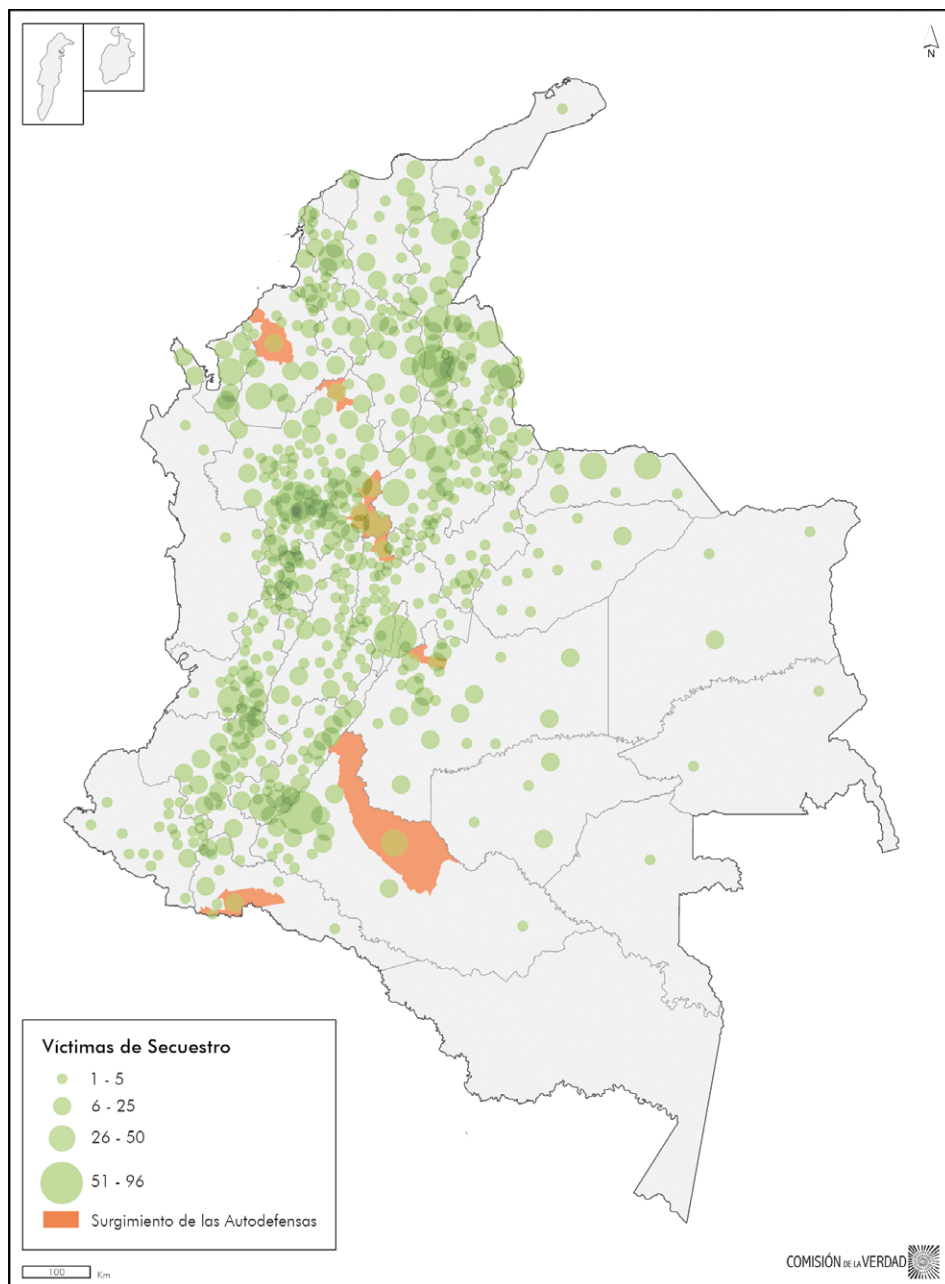 N
Víctimas de Secuestro
1 - 5
6 - 25
26 - 50
51 - 96
Surgimiento de las Autodefensas
100 Km
COMISIÓN DE LA VERDAD